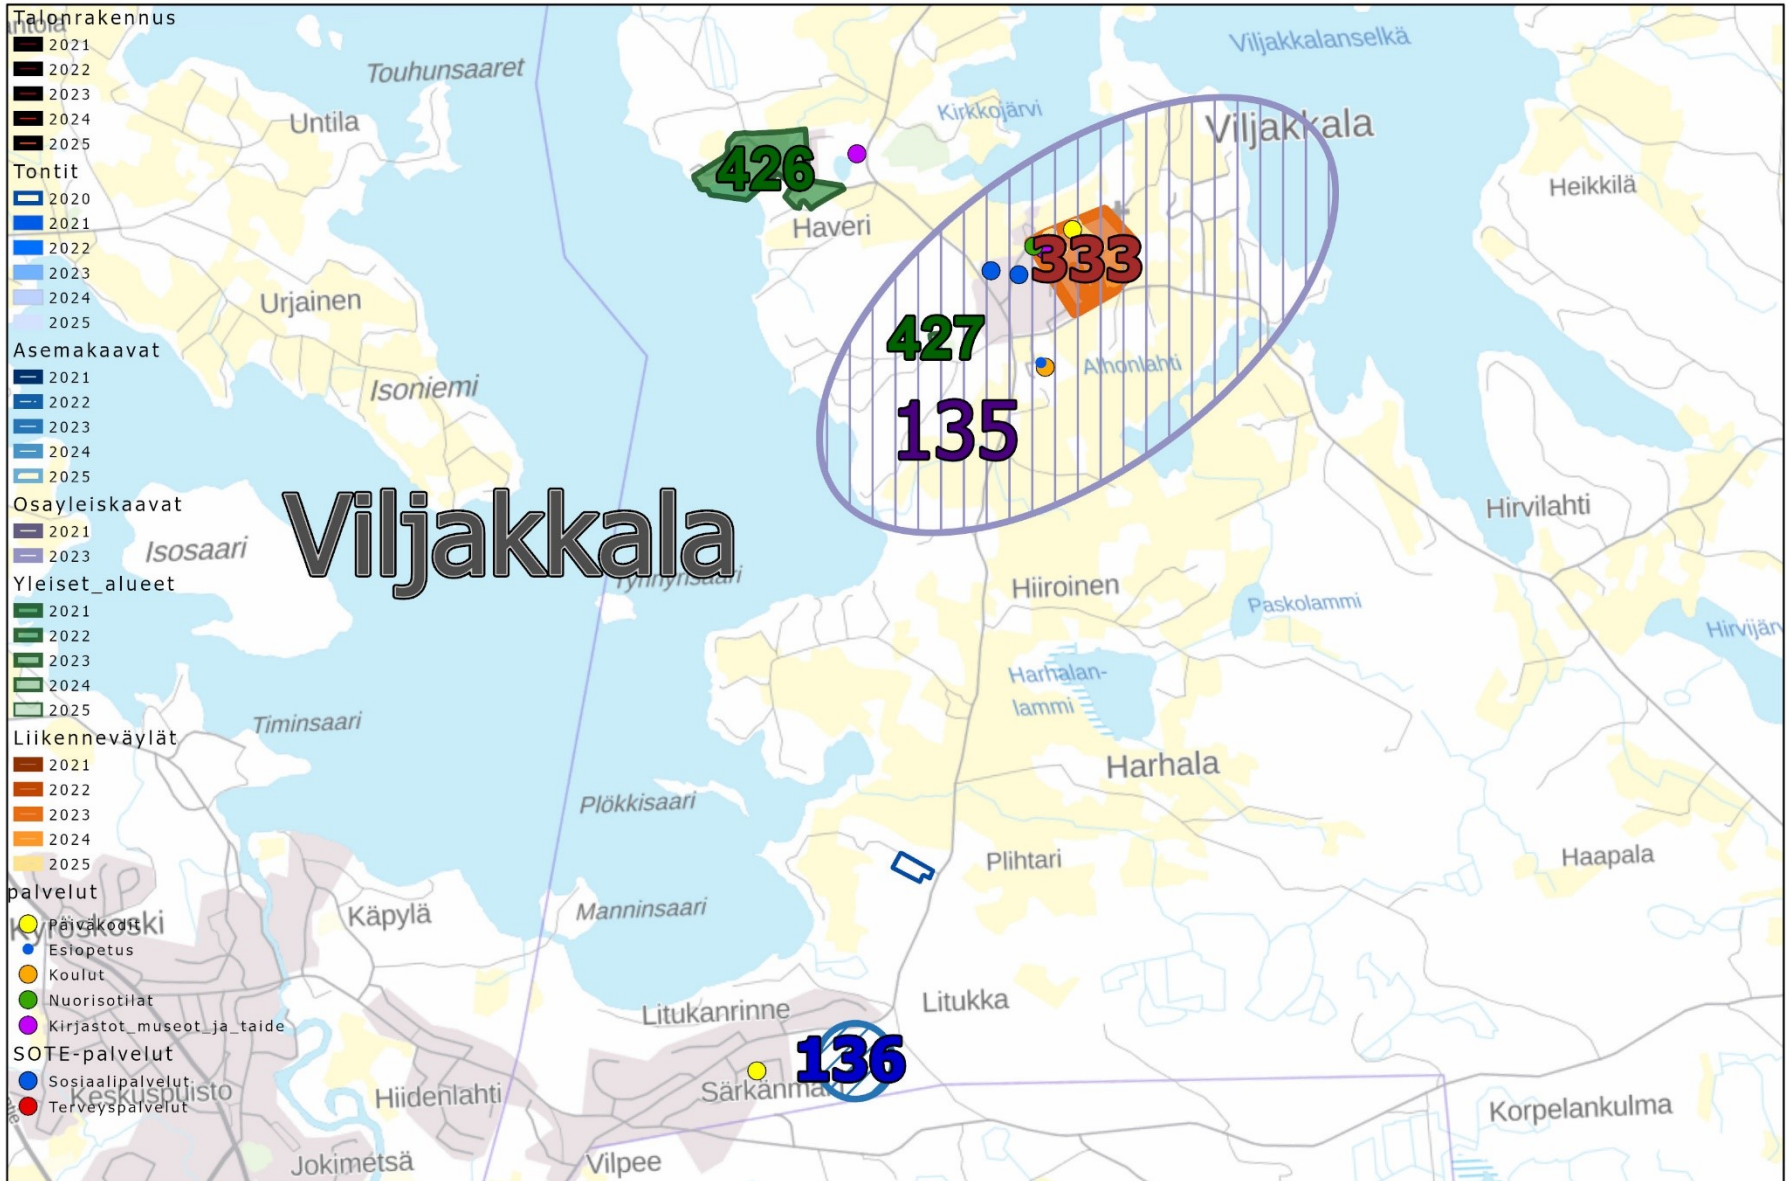 Talonrakennus
2021
2022
2023
2024
2025
Tontit
2020
2021
2022
2023
2024
2025
Asemakaavat
2021
2022
2023
2024
2025
Osayleiskaavat
2021
2023
Yleiset_alueet
2021
2022
2023
2024
2025
Liikenneväylät
2021
2022
2023
2024
2025
palvelut
Päiväkodit
Esiopetus
Koulut
Nuorisotilat
Kirjastot_museot_ja_taide
SOTE-palvelut
Sosiaalipalvelut
Terveyspalvelut
Touhunsaaret
Viljakkalanselkä
Untila
Kirkkojärvi
Viljakkala
426
Heikkilä
Haveri
333
Urjainen
427
Alhonlahti
Isoniemi
135
Hirvilahti
Viljakkala
Isosaari
Tynnyrisaari
Hiiroinen
Paskolammi
Hirvijärv
Harhalan-
lammi
Timinsaari
Harhala
Plökkisaari
Plihtari
Haapala
Kyröskoski
Käpylä
Manninsaari
Litukanrinne
Litukka
136
Keskuspuisto
Hiidenlahti
Särkänmä
Korpelankulma
Jokimetsä
Vilpee